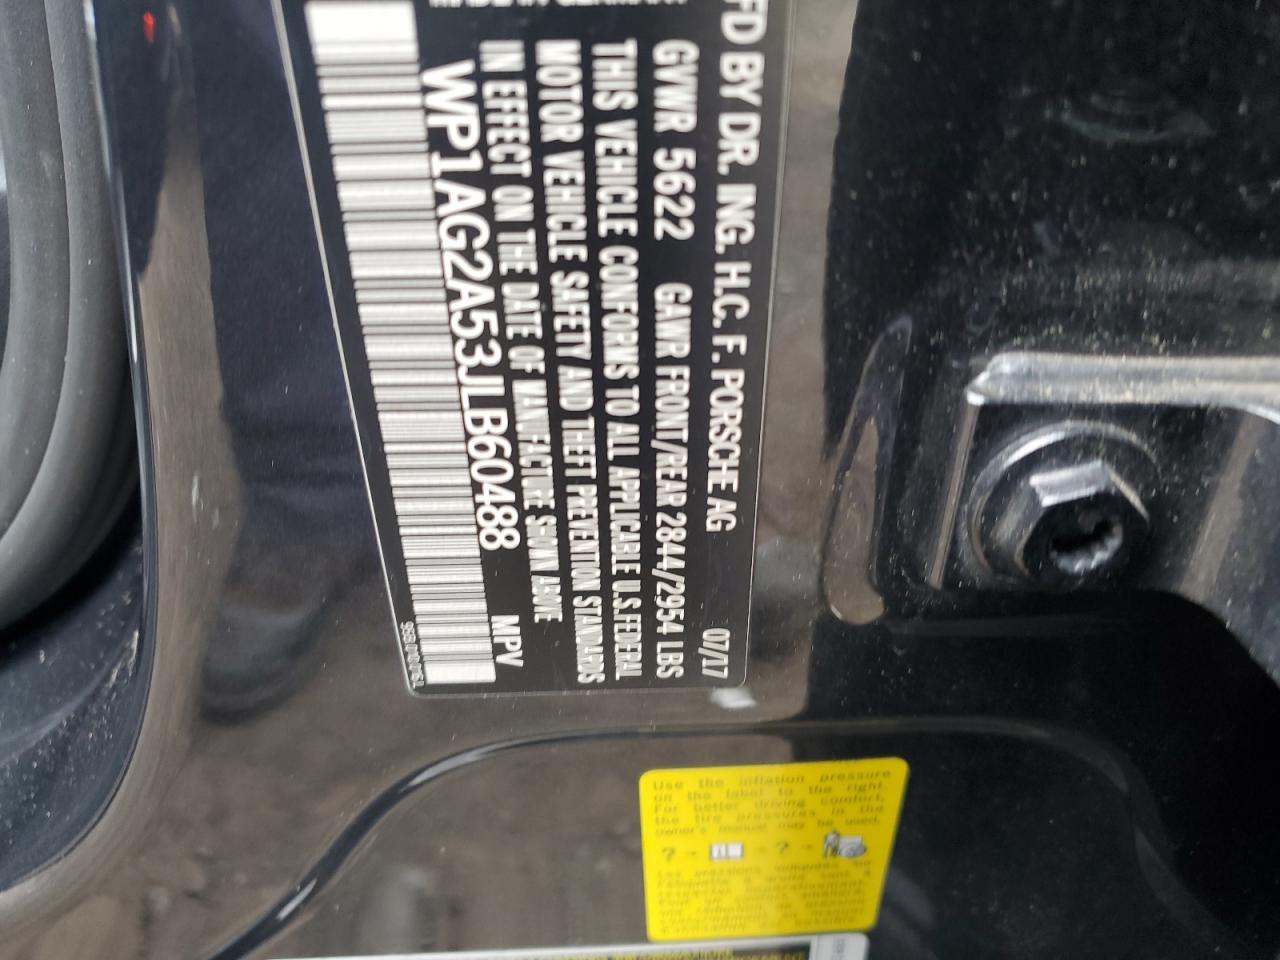 FD BY DR. ING. H.C. F. PORSCHE AG 07/17
GVWR 5622 GAWR FRONT/REAR 2844/2954 LBS
THIS VEHICLE CONFORMS TO ALL APPLICABLE U.S.FEDERAL
MOTOR VEHICLE SAFETY AND THEFT PREVENTION STANDARDS
IN EFFECT ON THE DATE OF MANUFACTURE SHOWN ABOVE
WP1AG2A53JLB60488 MPV
Use the inflation pressure
on the label to the right.
For better driving comfort,
the tire pressures in the
owner's manual may be used.
? - - ? -